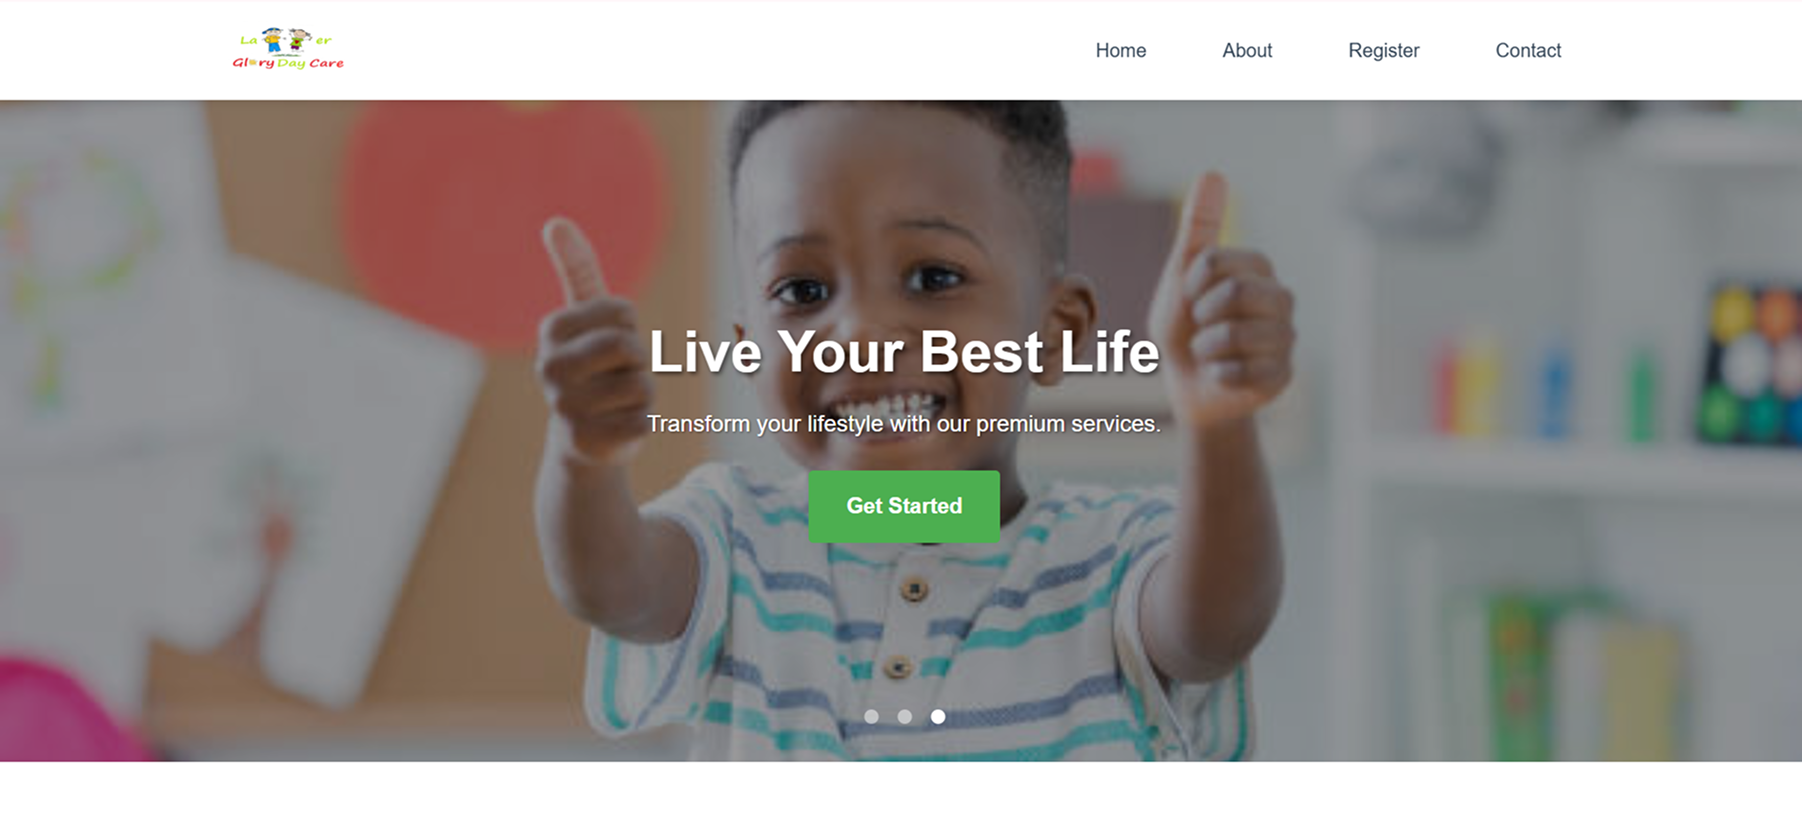 La er
Glory Day Care
Home
About
Register
Contact
Live Your Best Life
Transform your lifestyle with our premium services.
Get Started